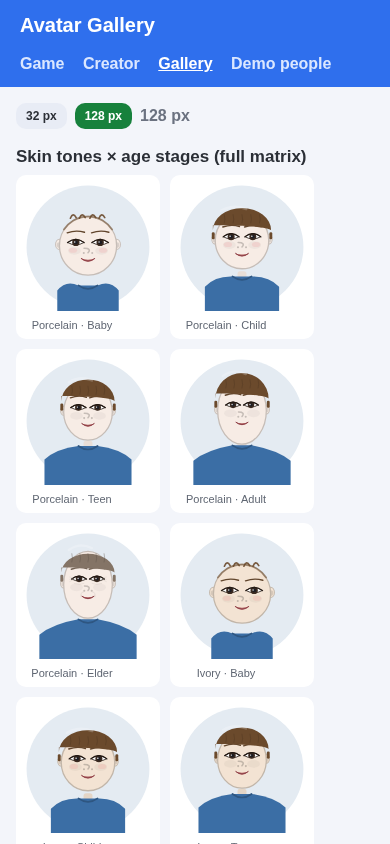 Avatar Gallery
Game Creator Gallery Demo people
32 px 128 px 128 px
Skin tones × age stages (full matrix)
Porcelain · Baby Porcelain · Child
Porcelain · Teen Porcelain · Adult
Porcelain · Elder Ivory · Baby